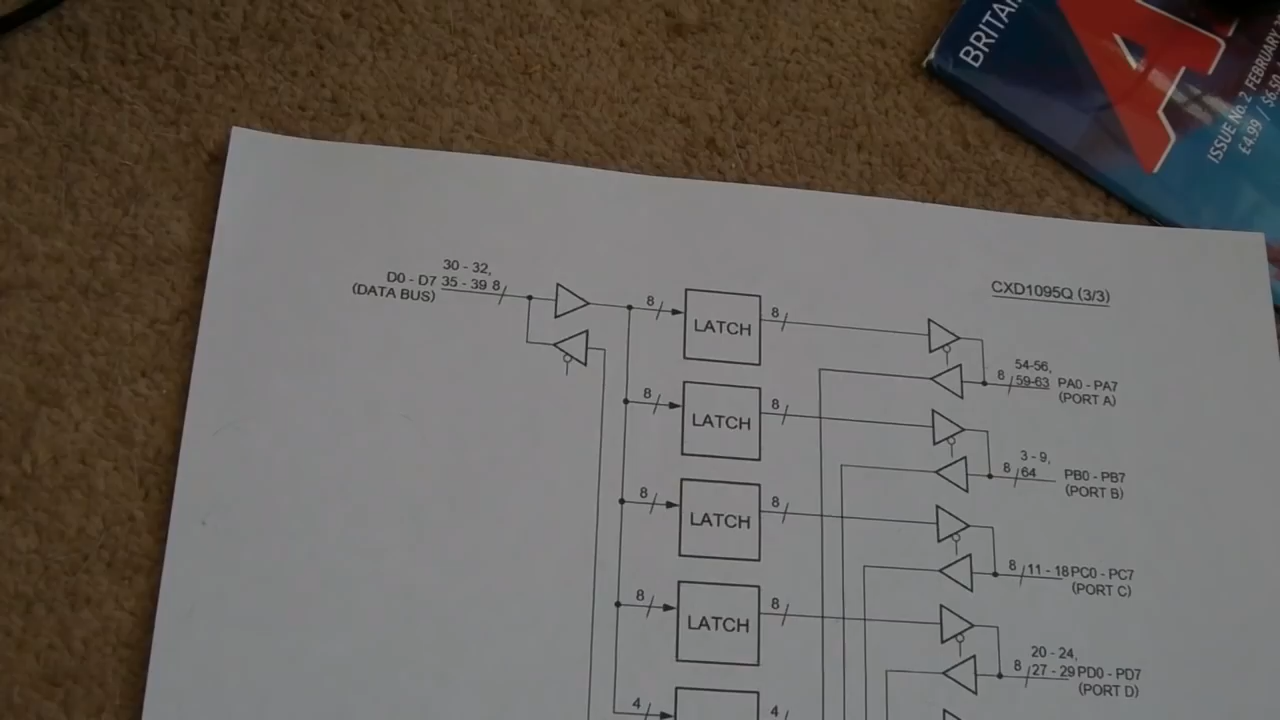 BRITAI
A
ISSUE No.2 FEBRUARY
£4.99 / $6.50
CXD1095Q (3/3)
30 - 32,
D0 - D7 35 - 39 8
(DATA BUS)
8
LATCH
8
54-56,
8 59-63 PA0 - PA7
(PORT A)
8
LATCH
8
3 - 9,
8 64 PB0 - PB7
(PORT B)
8
LATCH
8
8 11 - 18 PC0 - PC7
(PORT C)
8
LATCH
8
20 - 24,
8 27 - 29 PD0 - PD7
(PORT D)
4
4